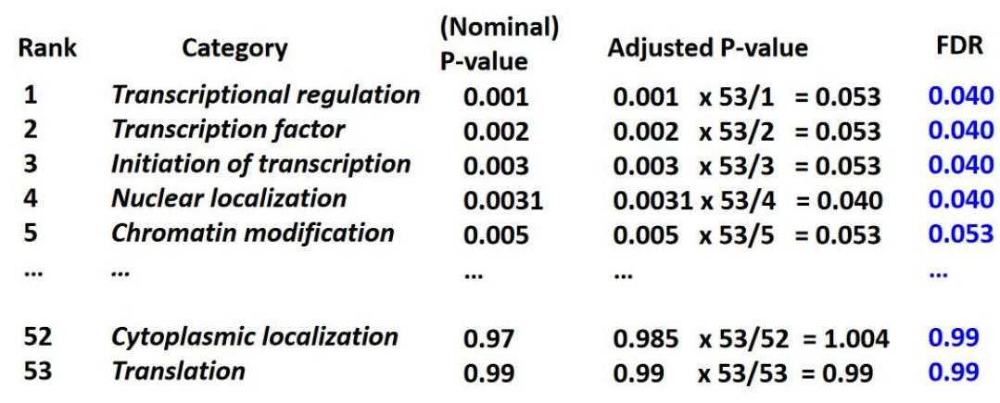 Rank Category (Nominal) P-value Adjusted P-value FDR
1 Transcriptional regulation 0.001 0.001 x 53/1 = 0.053 0.040
2 Transcription factor 0.002 0.002 x 53/2 = 0.053 0.040
3 Initiation of transcription 0.003 0.003 x 53/3 = 0.053 0.040
4 Nuclear localization 0.0031 0.0031 x 53/4 = 0.040 0.040
5 Chromatin modification 0.005 0.005 x 53/5 = 0.053 0.053
... ... ... ... ...
52 Cytoplasmic localization 0.97 0.985 x 53/52 = 1.004 0.99
53 Translation 0.99 0.99 x 53/53 = 0.99 0.99